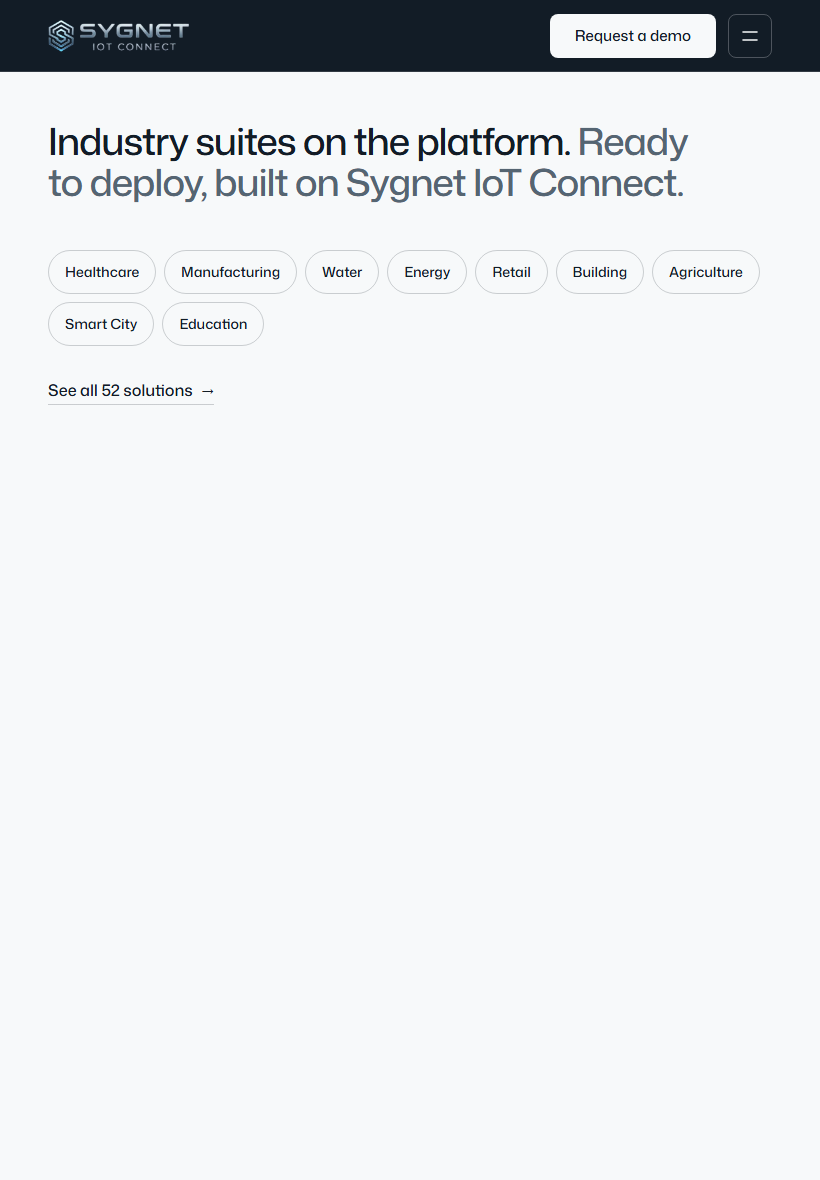 SYGNET
IOT CONNECT
Request a demo
Industry suites on the platform. Ready
to deploy, built on Sygnet IoT Connect.
Healthcare
Manufacturing
Water
Energy
Retail
Building
Agriculture
Smart City
Education
See all 52 solutions →